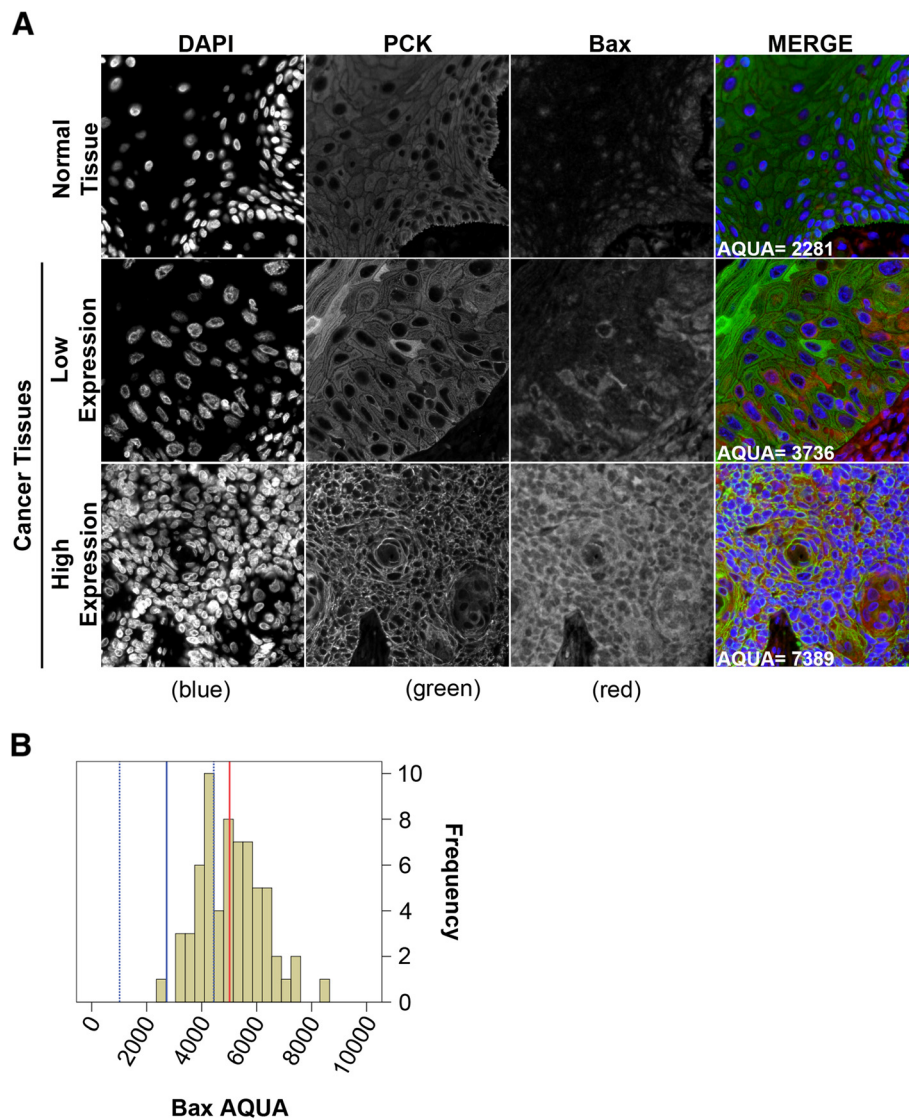 A
DAPI PCK Bax MERGE
Normal
Tissue
AQUA= 2281
Cancer Tissues
Low
Expression
AQUA= 3736
High
Expression
AQUA= 7389
(blue) (green) (red)
B
10
8
6
4
2
0
Frequency
0 2000 4000 6000 8000 10000
Bax AQUA